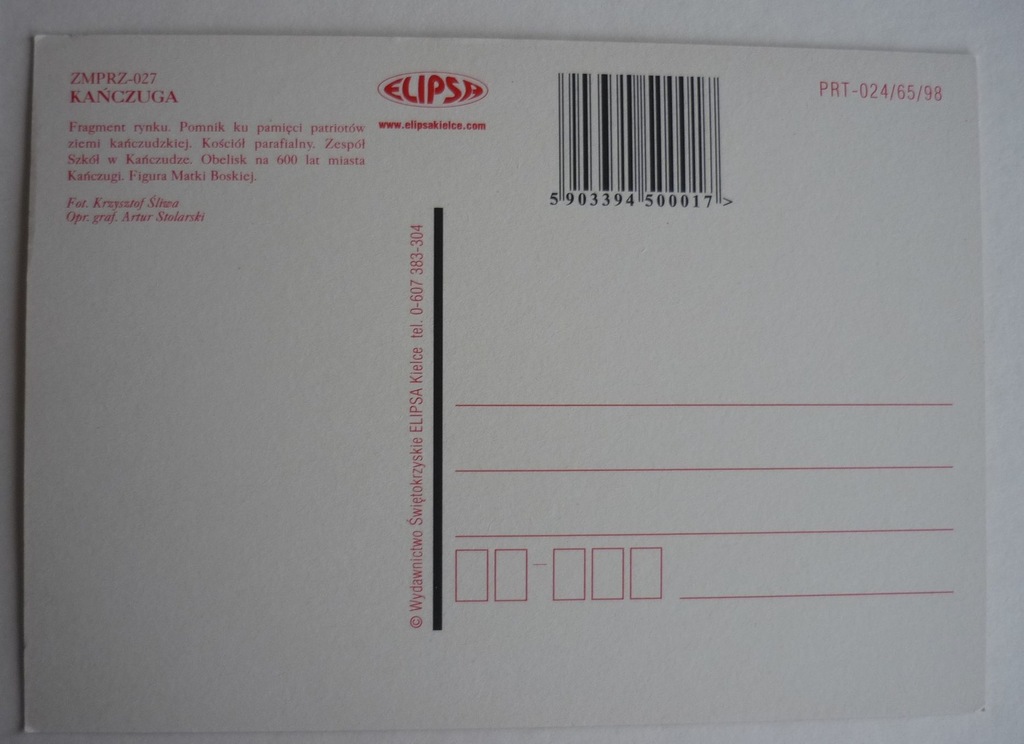 ZMPRZ-027
KAŃCZUGA
Fragment rynku. Pomnik ku pamięci patriotów
ziemi kańczudzkiej. Kościół parafialny. Zespół
Szkół w Kańczudze. Obelisk na 600 lat miasta
Kańczugi. Figura Matki Boskiej.
Fot. Krzysztof Śliwa
Opr. graf. Artur Stolarski
ELIPSA
www.elipsakielce.com
5 903394 500017 >
PRT-024/65/98
© Wydawnictwo Świętokrzyskie ELIPSA Kielce tel. 0-607 383-304